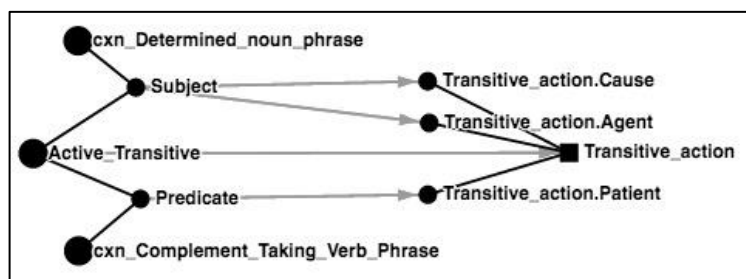 cxn_Determined_noun_phrase
Subject
Transitive_action.Cause
Transitive_action.Agent
Active_Transitive
Transitive_action
Predicate
Transitive_action.Patient
cxn_Complement_Taking_Verb_Phrase